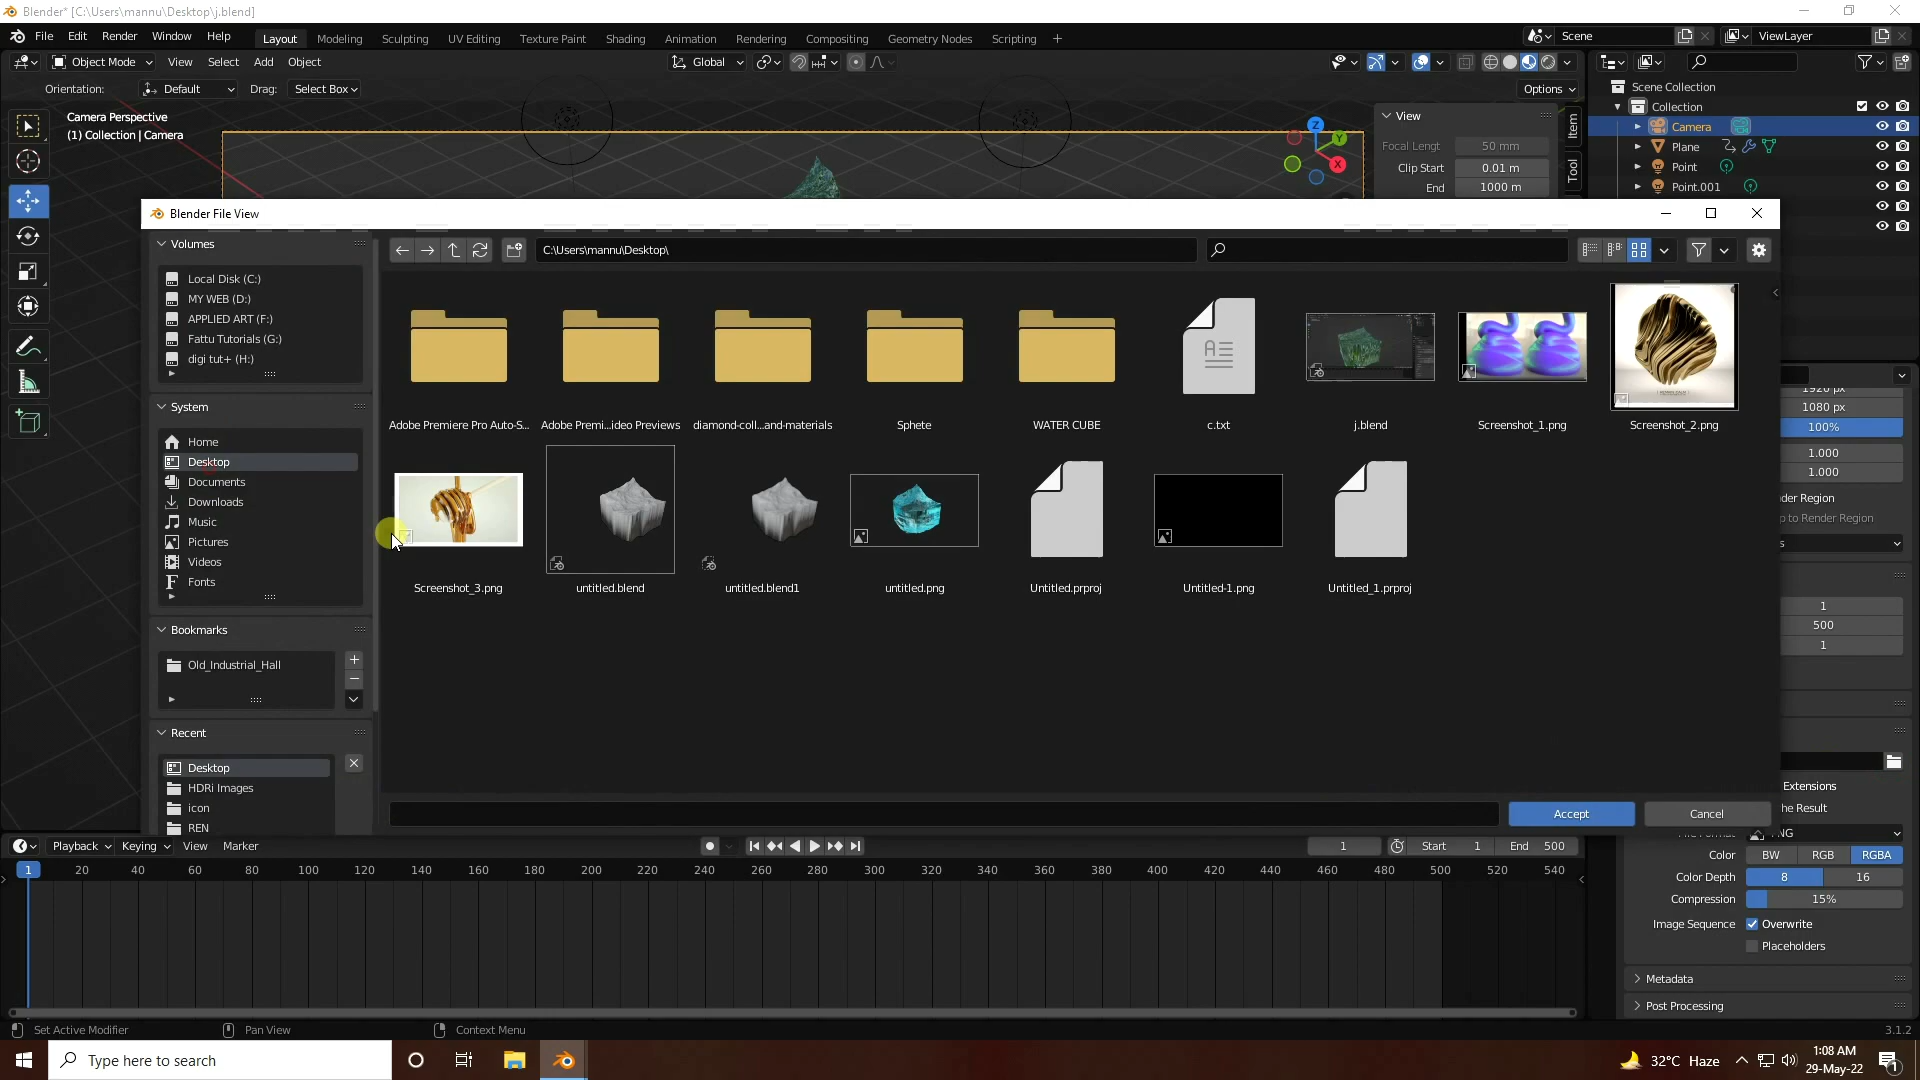 Blender* [C:\Users\mannu\Desktop\j.blend]
File Edit Render Window Help Layout Modeling Sculpting UV Editing Texture Paint Shading Animation Rendering Compositing Geometry Nodes Scripting + Scene ViewLayer
Object Mode View Select Add Object Global
Orientation: Default Drag: Select Box Options
Scene Collection
Collection
Camera
Plane
Point
Point.001
Camera Perspective
(1) Collection | Camera
Z
Y
X
View
Focal Lengt 50 mm
Clip Start 0.01 m
End 1000 m
Item
Tool
Blender File View
Volumes
Local Disk (C:)
MY WEB (D:)
APPLIED ART (F:)
Fattu Tutorials (G:)
digi tut+ (H:)
System
Home
Desktop
Documents
Downloads
Music
Pictures
Videos
Fonts
Bookmarks
Old_Industrial_Hall
Recent
Desktop
HDRi Images
icon
REN
C:\Users\mannu\Desktop\
Adobe Premiere Pro Auto-S... Adobe Premi...ideo Previews diamond-coll...and-materials Sphete WATER CUBE c.txt j.blend Screenshot_1.png Screenshot_2.png
Screenshot_3.png untitled.blend untitled.blend1 untitled.png Untitled.prproj Untitled-1.png Untitled_1.prproj
Accept Cancel
1920 px
1080 px
100%
1.000
1.000
der Region
p to Render Region
s
1
500
1
Extensions
he Result
PNG
Color BW RGB RGBA
Color Depth 8 16
Compression 15%
Image Sequence Overwrite
Placeholders
Metadata
Post Processing
Playback Keying View Marker 1 Start 1 End 500
1 20 40 60 80 100 120 140 160 180 200 220 240 260 280 300 320 340 360 380 400 420 440 460 480 500 520 540
Set Active Modifier Pan View Context Menu 3.1.2
Type here to search
32°C Haze
1:08 AM
29-May-22
1